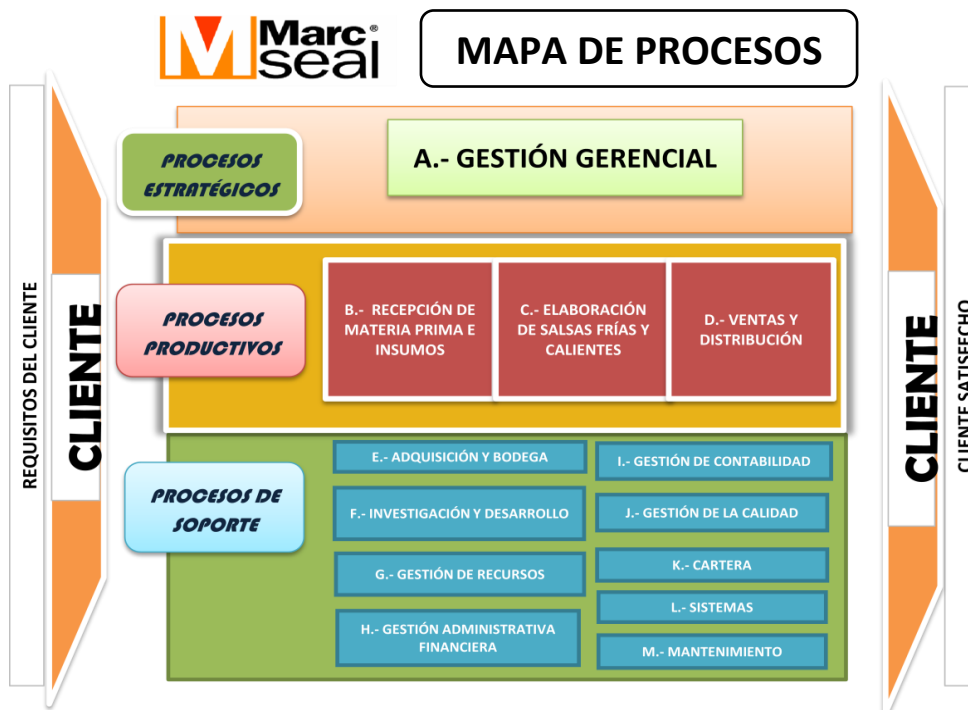 Marc®
seal
MAPA DE PROCESOS
REQUISITOS DEL CLIENTE
CLIENTE
PROCESOS
ESTRATÉGICOS
A.- GESTIÓN GERENCIAL
PROCESOS
PRODUCTIVOS
B.- RECEPCIÓN DE
MATERIA PRIMA E
INSUMOS
C.- ELABORACIÓN
DE SALSAS FRÍAS Y
CALIENTES
D.- VENTAS Y
DISTRIBUCIÓN
PROCESOS DE
SOPORTE
E.- ADQUISICIÓN Y BODEGA
F.- INVESTIGACIÓN Y DESARROLLO
G.- GESTIÓN DE RECURSOS
H.- GESTIÓN ADMINISTRATIVA
FINANCIERA
I.- GESTIÓN DE CONTABILIDAD
J.- GESTIÓN DE LA CALIDAD
K.- CARTERA
L.- SISTEMAS
M.- MANTENIMIENTO
CLIENTE
CLIENTE SATISFECHO